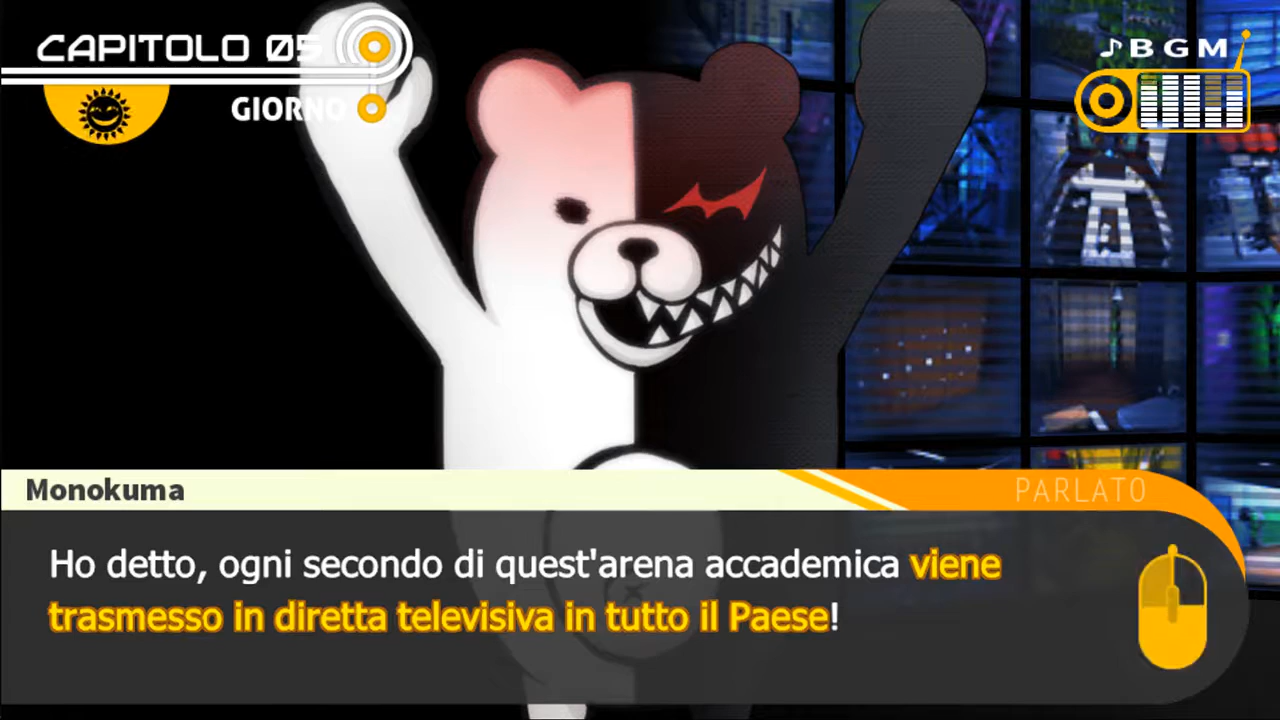 CAPITOLO 05
GIORNO
♪BGM
Monokuma
PARLATO
Ho detto, ogni secondo di quest'arena accademica viene
trasmesso in diretta televisiva in tutto il Paese!